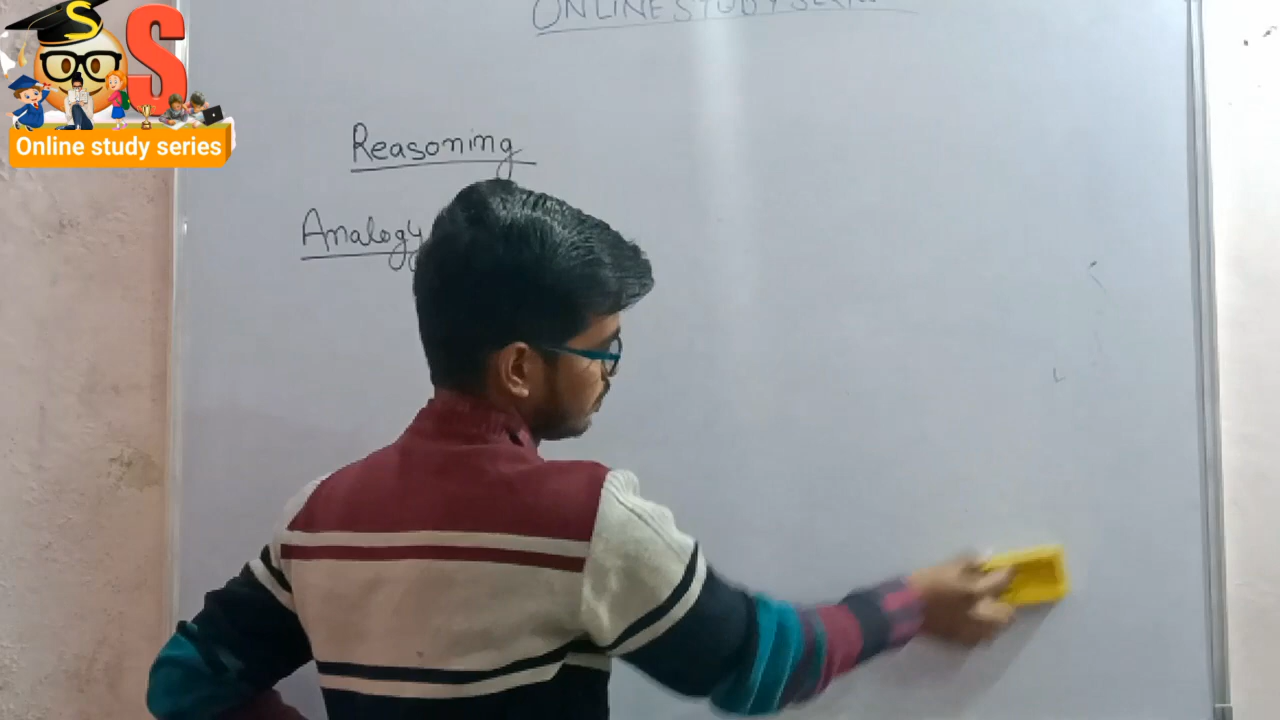 ONLINE STUDY SERIES
S
S
Online study series
Reasoning
Analogy